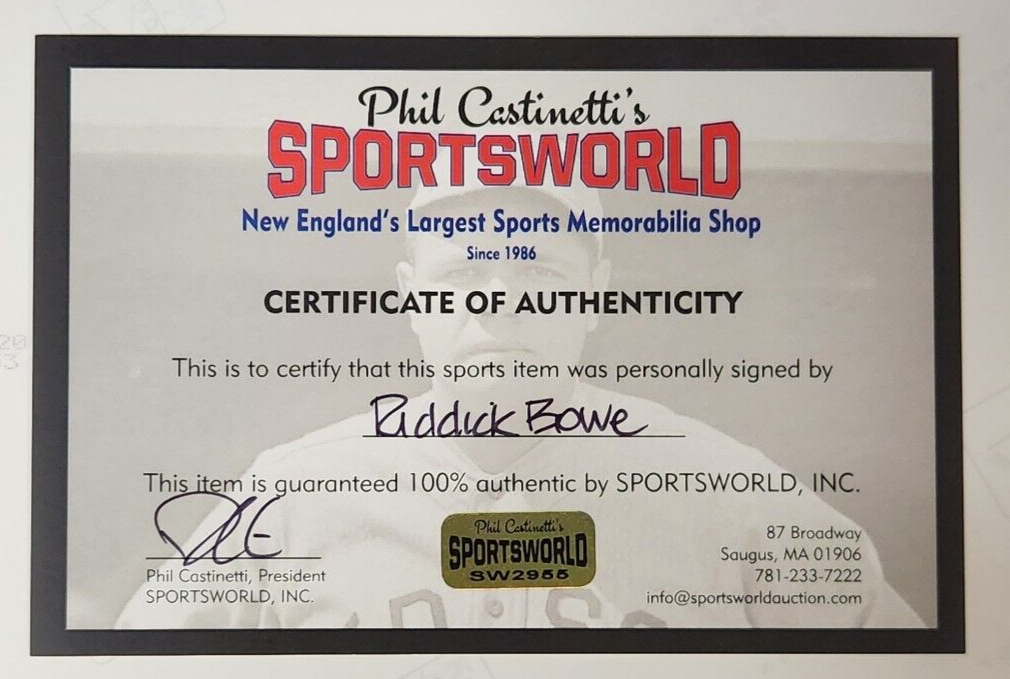 Phil Castinetti's
SPORTSWORLD
New England's Largest Sports Memorabilia Shop
Since 1986
CERTIFICATE OF AUTHENTICITY
This is to certify that this sports item was personally signed by
Riddick Bowe
This item is guaranteed 100% authentic by SPORTSWORLD, INC.
Phil Castinetti, President
SPORTSWORLD, INC.
Phil Castinetti's
SPORTSWORLD
SW2955
87 Broadway
Saugus, MA 01906
781-233-7222
info@sportsworldauction.com